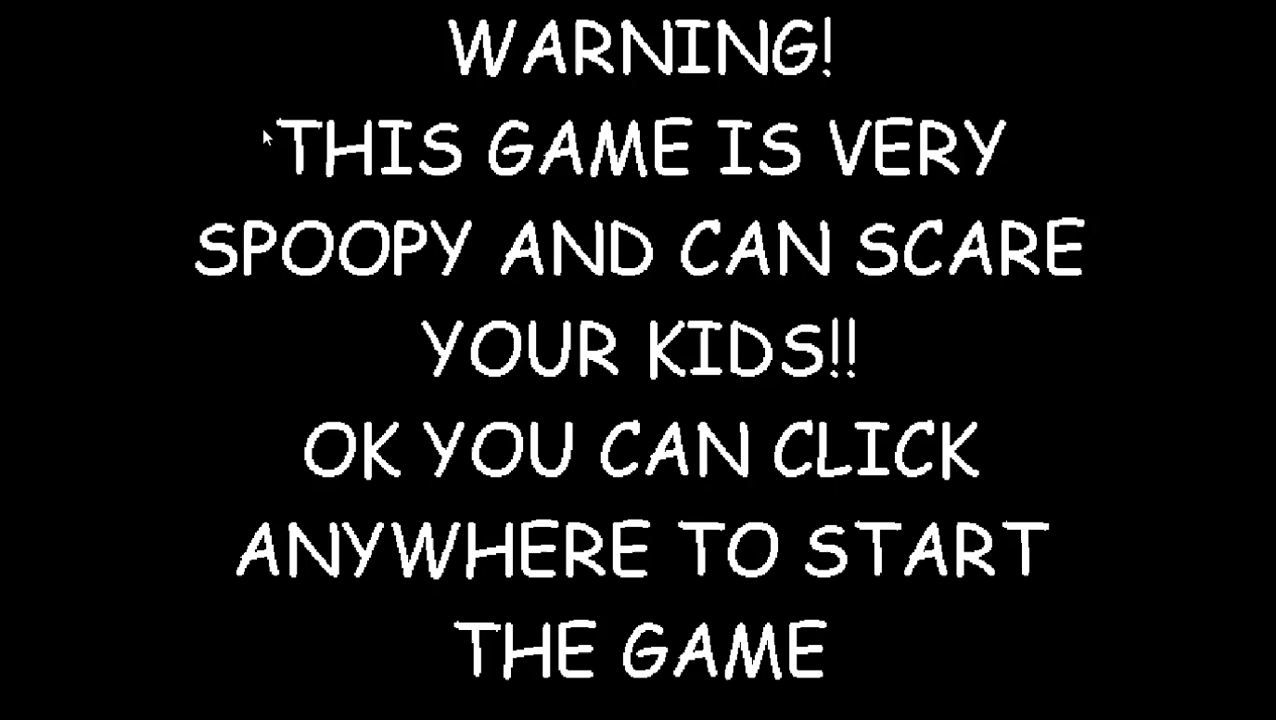 WARNING!
THIS GAME IS VERY
SPOOPY AND CAN SCARE
YOUR KIDS!!
OK YOU CAN CLICK
ANYWHERE TO START
THE GAME